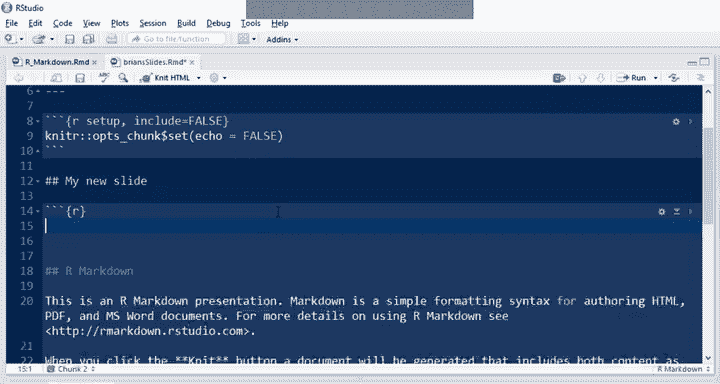 RStudio
File Edit Code View Plots Session Build Debug Tools Help
Go to file/function Addins
R_Markdown.Rmd briansSlides.Rmd*
ABC Knit HTML Run
6 ---
7
8 ```{r setup, include=FALSE}
9 knitr::opts_chunk$set(echo = FALSE)
10 ```
11
12 ## My new slide
13
14 ```{r}
15
16
17
18 ## R Markdown
19
20 This is an R Markdown presentation. Markdown is a simple formatting syntax for authoring HTML,
PDF, and MS Word documents. For more details on using R Markdown see
<http://rmarkdown.rstudio.com>.
21
22 When you click the **Knit** button a document will be generated that includes both content as
15:1 Chunk 2 R Markdown